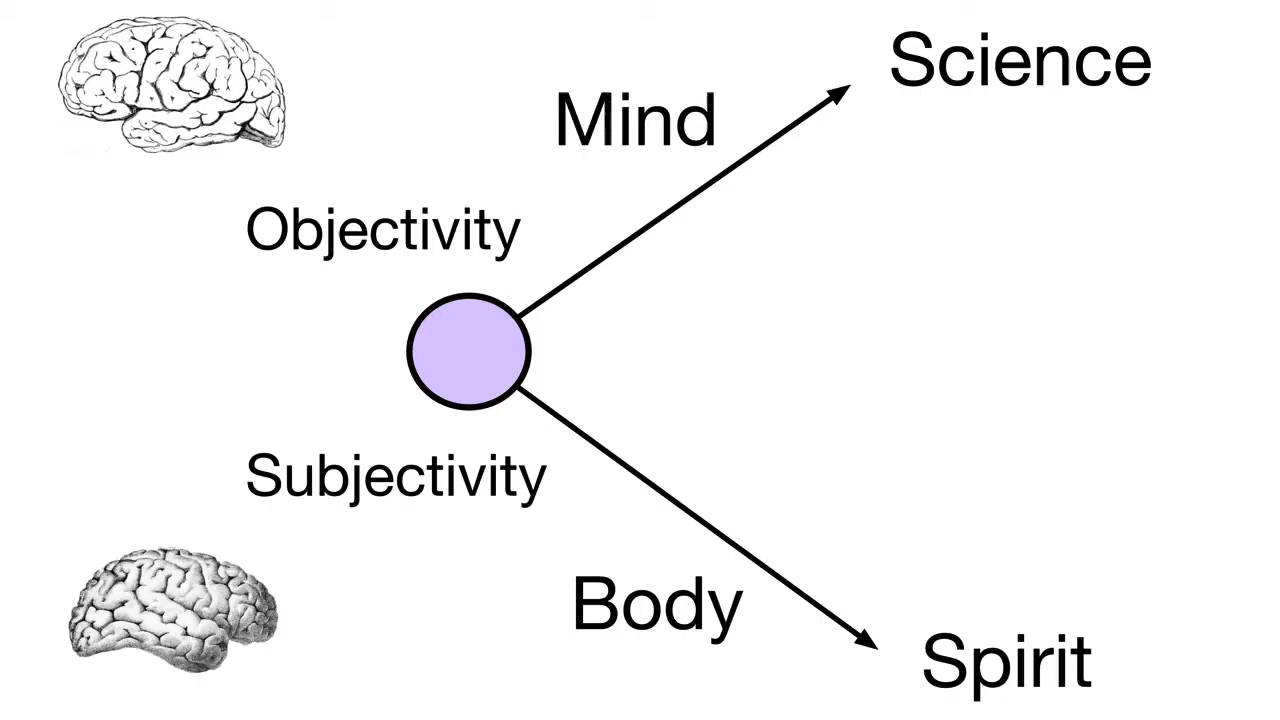 Science
Mind
Objectivity
Subjectivity
Body
Spirit